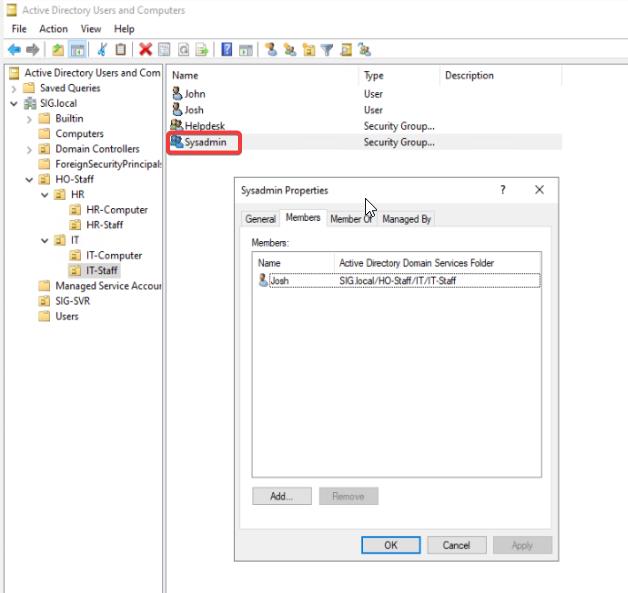 Active Directory Users and Computers
File Action View Help
Active Directory Users and Com
Name Type Description
Saved Queries
John User
SIG.local
Josh User
Builtin
Helpdesk Security Group...
Computers
Sysadmin Security Group...
Domain Controllers
ForeignSecurityPrincipals
HO-Staff
HR
HR-Computer
HR-Staff
IT
IT-Computer
IT-Staff
Managed Service Accour
SIG-SVR
Users
Sysadmin Properties ? ×
General Members Member Of Managed By
Members:
Name Active Directory Domain Services Folder
Josh SIG.local/HO-Staff/IT/IT-Staff
Add... Remove
OK Cancel Apply